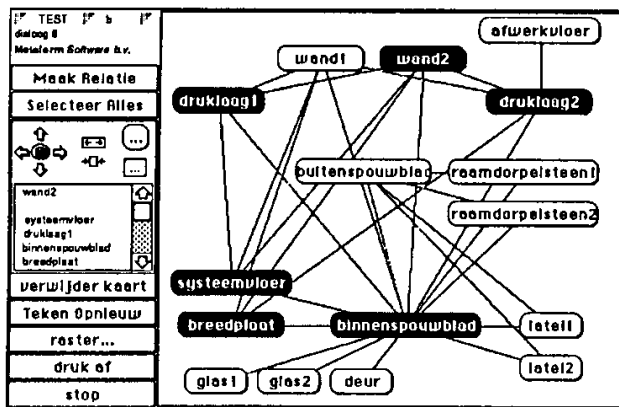 TEST b
dialoog 8
Metaform Software b.v.
Maak Relatie
Selecteer Alles
...
...
wand2
systeemvloer
druklaag1
binnenspouwblad
breedplaat
verwijder kaart
Teken Opnieuw
raster...
druk af
stop
afwerkvloer
wand1
wand2
druklaag1
druklaag2
buitenspouwblad
raamdorpelsteen1
raamdorpelsteen2
systeemvloer
breedplaat
binnenspouwblad
latei1
latei2
glas1
glas2
deur